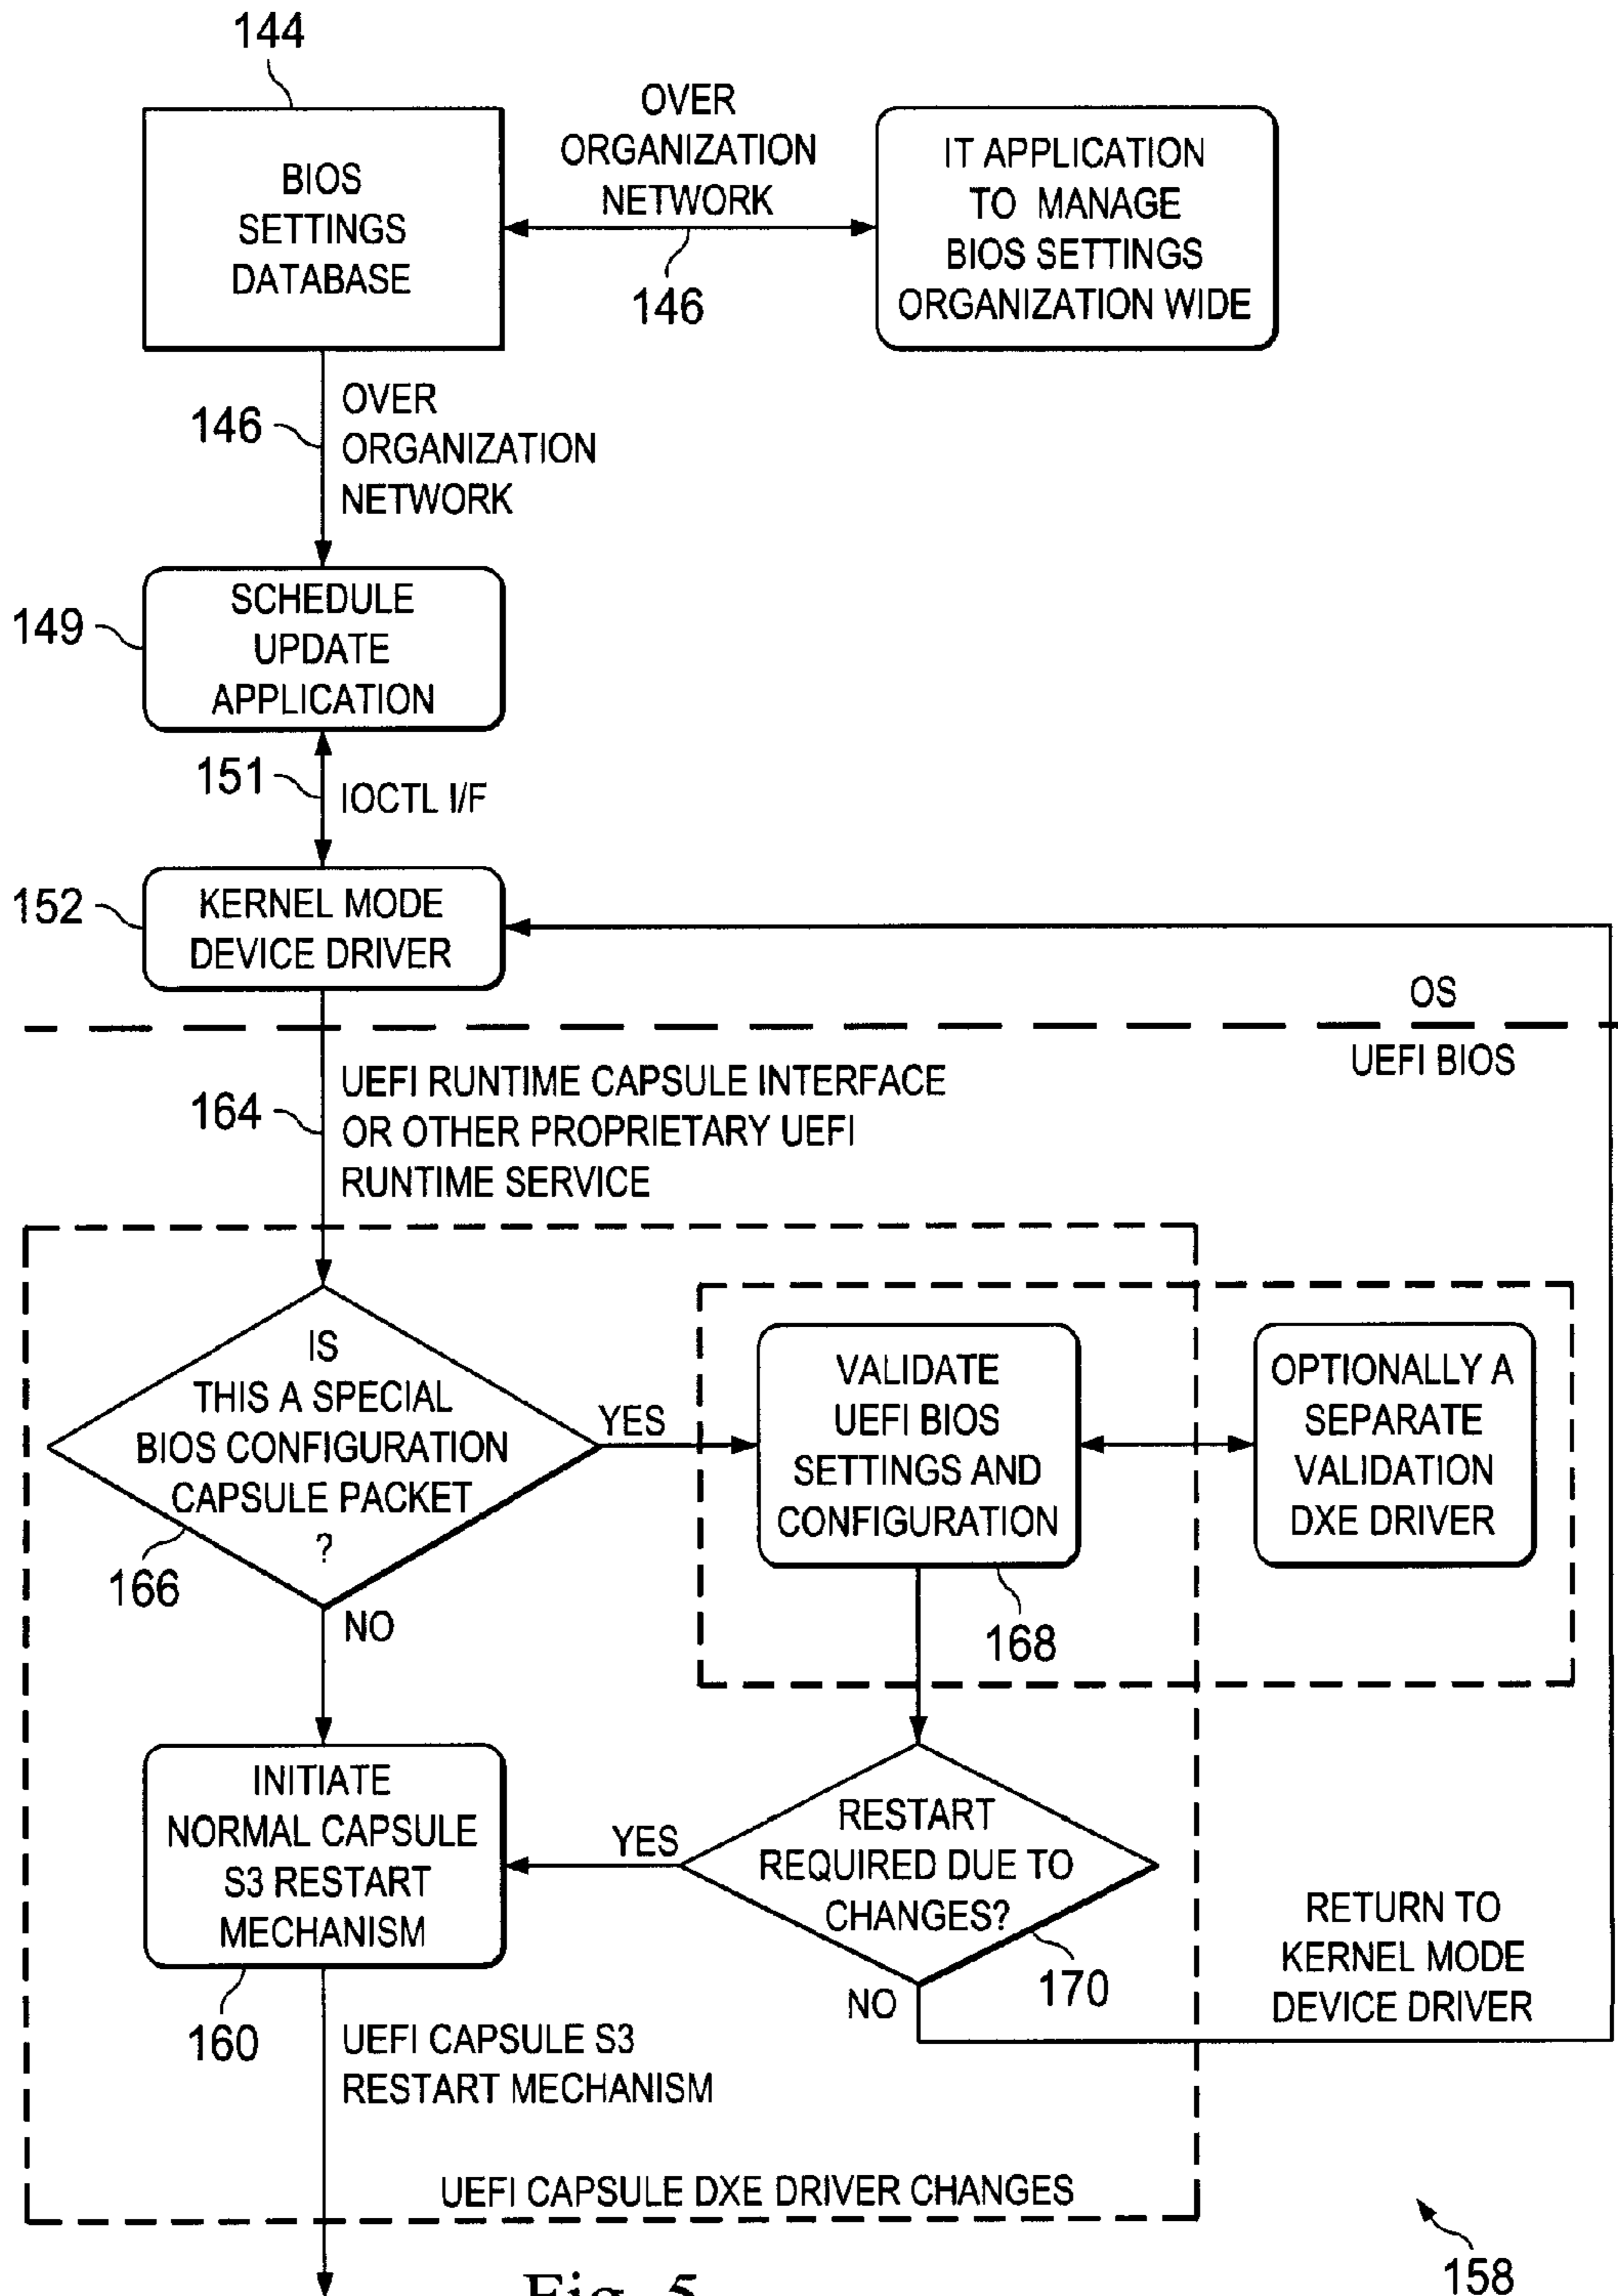 144
BIOS
SETTINGS
DATABASE
OVER
ORGANIZATION
NETWORK
146
IT APPLICATION
TO MANAGE
BIOS SETTINGS
ORGANIZATION WIDE
146
OVER
ORGANIZATION
NETWORK
149
SCHEDULE
UPDATE
APPLICATION
151
IOCTL I/F
152
KERNEL MODE
DEVICE DRIVER
OS
UEFI BIOS
164
UEFI RUNTIME CAPSULE INTERFACE
OR OTHER PROPRIETARY UEFI
RUNTIME SERVICE
IS
THIS A SPECIAL
BIOS CONFIGURATION
CAPSULE PACKET
?
166
YES
VALIDATE
UEFI BIOS
SETTINGS AND
CONFIGURATION
168
OPTIONALLY A
SEPARATE
VALIDATION
DXE DRIVER
NO
INITIATE
NORMAL CAPSULE
S3 RESTART
MECHANISM
160
YES
RESTART
REQUIRED DUE TO
CHANGES?
170
NO
RETURN TO
KERNEL MODE
DEVICE DRIVER
UEFI CAPSULE S3
RESTART MECHANISM
UEFI CAPSULE DXE DRIVER CHANGES
158
Fig. 5